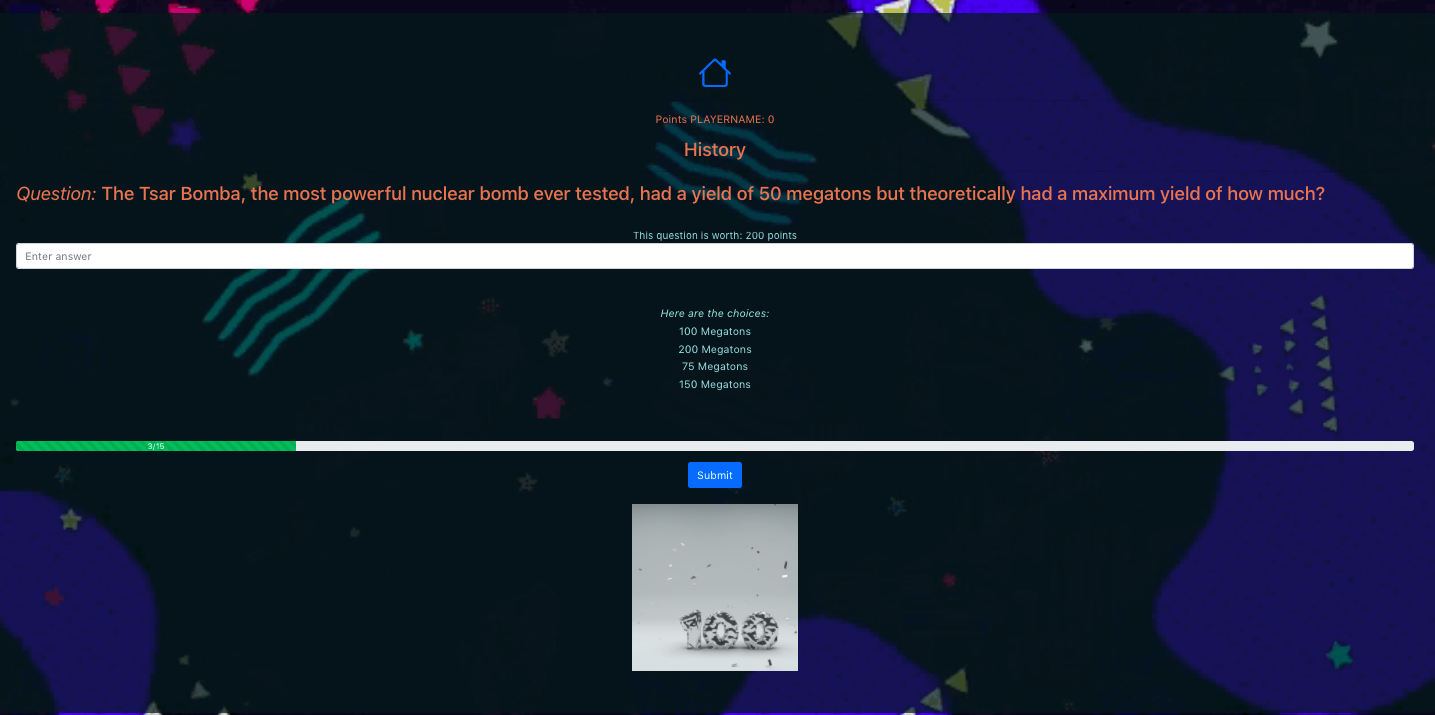 Points PLAYERNAME: 0
History
Question: The Tsar Bomba, the most powerful nuclear bomb ever tested, had a yield of 50 megatons but theoretically had a maximum yield of how much?
This question is worth: 200 points
Enter answer
Here are the choices:
100 Megatons
200 Megatons
75 Megatons
150 Megatons
3/15
Submit
100